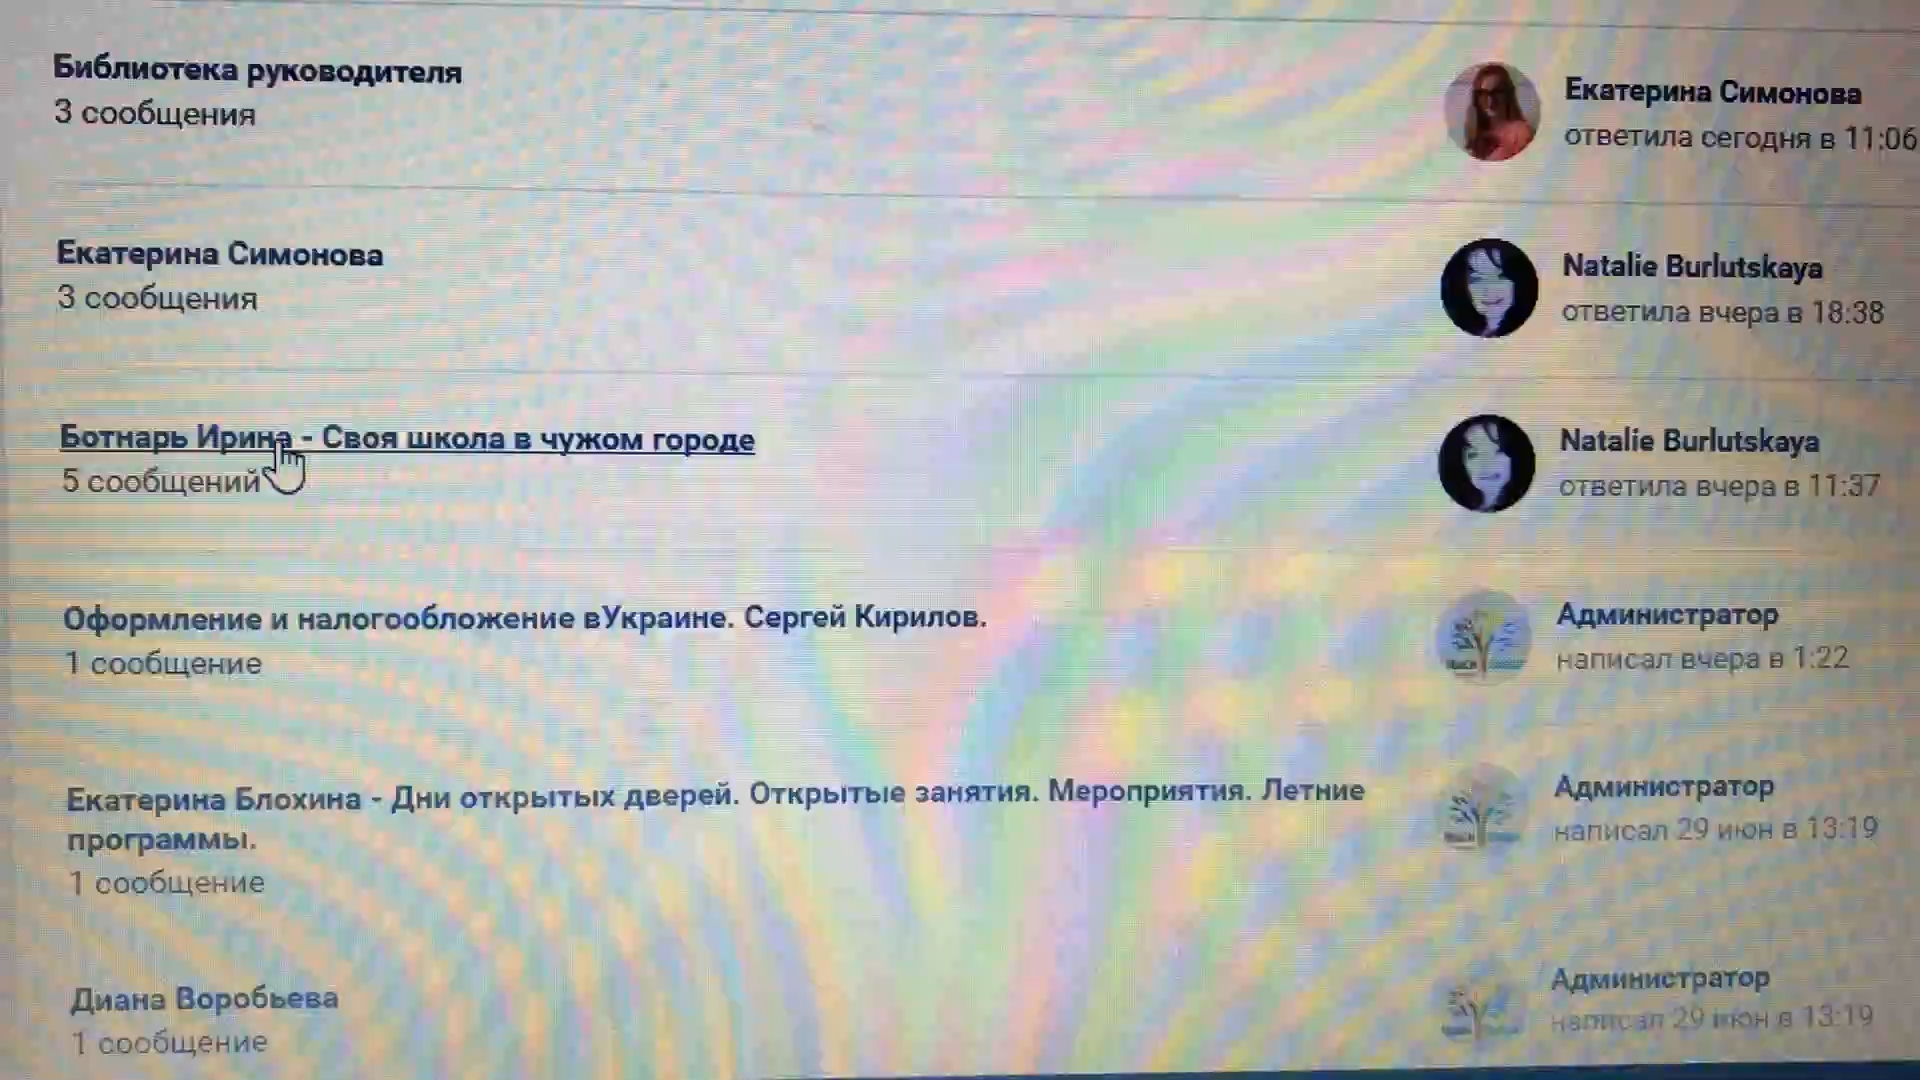 Библиотека руководителя
3 сообщения
Екатерина Симонова
ответила сегодня в 11:06
Екатерина Симонова
3 сообщения
Natalie Burlutskaya
ответила вчера в 18:38
Ботнарь Ирина - Своя школа в чужом городе
5 сообщений
Natalie Burlutskaya
ответила вчера в 11:37
Оформление и налогообложение вУкраине. Сергей Кирилов.
1 сообщение
Администратор
написал вчера в 1:22
Екатерина Блохина - Дни открытых дверей. Открытые занятия. Мероприятия. Летние
программы.
1 сообщение
Администратор
написал 29 июн в 13:19
Диана Воробьева
1 сообщение
Администратор
написал 29 июн в 13:19